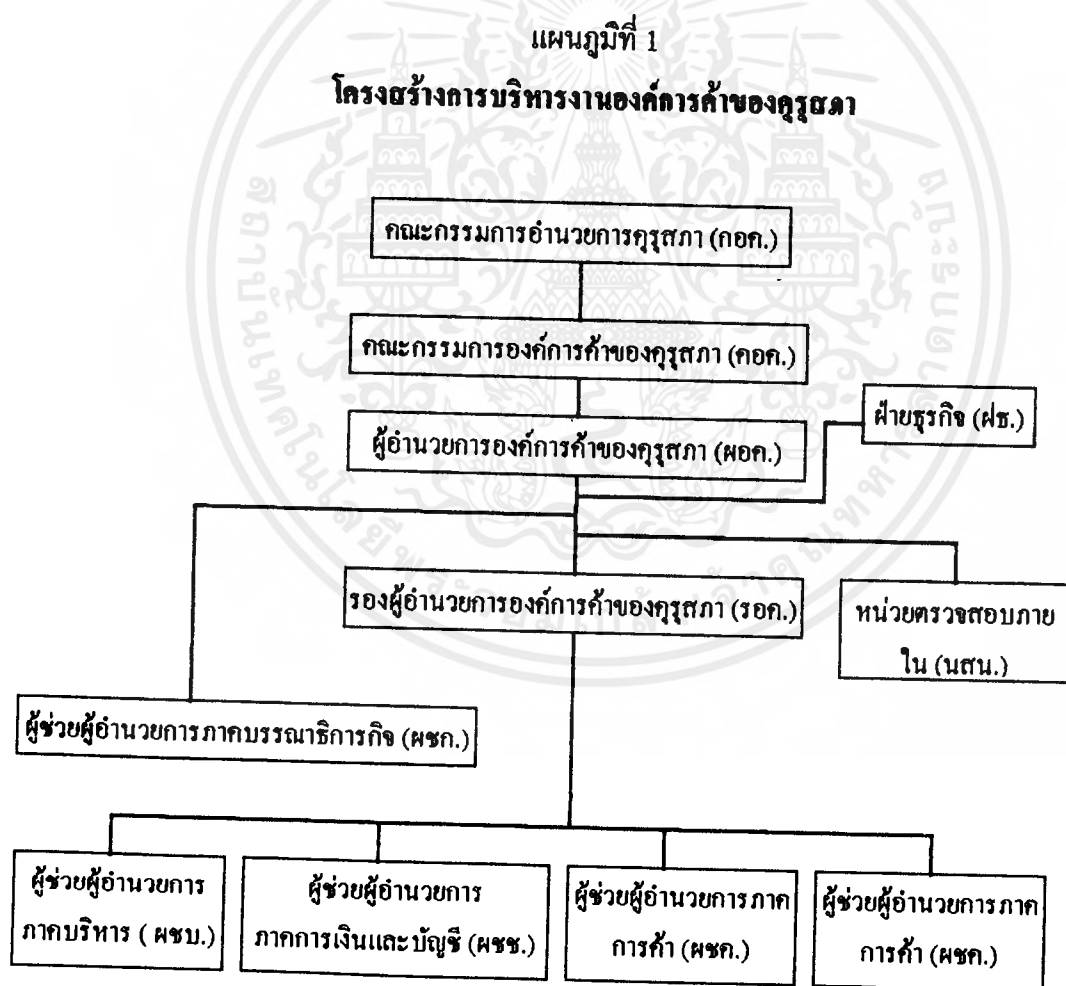 แผนภูมิที่ 1
โครงสร้างการบริหารงานองค์การค้าของคุรุสภา
คณะกรรมการอำนวยการคุรุสภา (กอค.)
คณะกรรมการองค์การค้าของคุรุสภา (คอค.)
ฝ่ายธุรกิจ (ฝธ.)
ผู้อำนวยการองค์การค้าของคุรุสภา (ผอค.)
รองผู้อำนวยการองค์การค้าของคุรุสภา (รอค.)
หน่วยตรวจสอบภาย
ใน (นสน.)
ผู้ช่วยผู้อำนวยการภาคบรรณาธิการกิจ (ผชก.)
ผู้ช่วยผู้อำนวยการ
ภาคบริหาร ( ผชบ.)
ผู้ช่วยผู้อำนวยการ
ภาคการเงินและบัญชี (ผชช.)
ผู้ช่วยผู้อำนวยการภาค
การค้า (ผชค.)
ผู้ช่วยผู้อำนวยการภาค
การค้า (ผชค.)